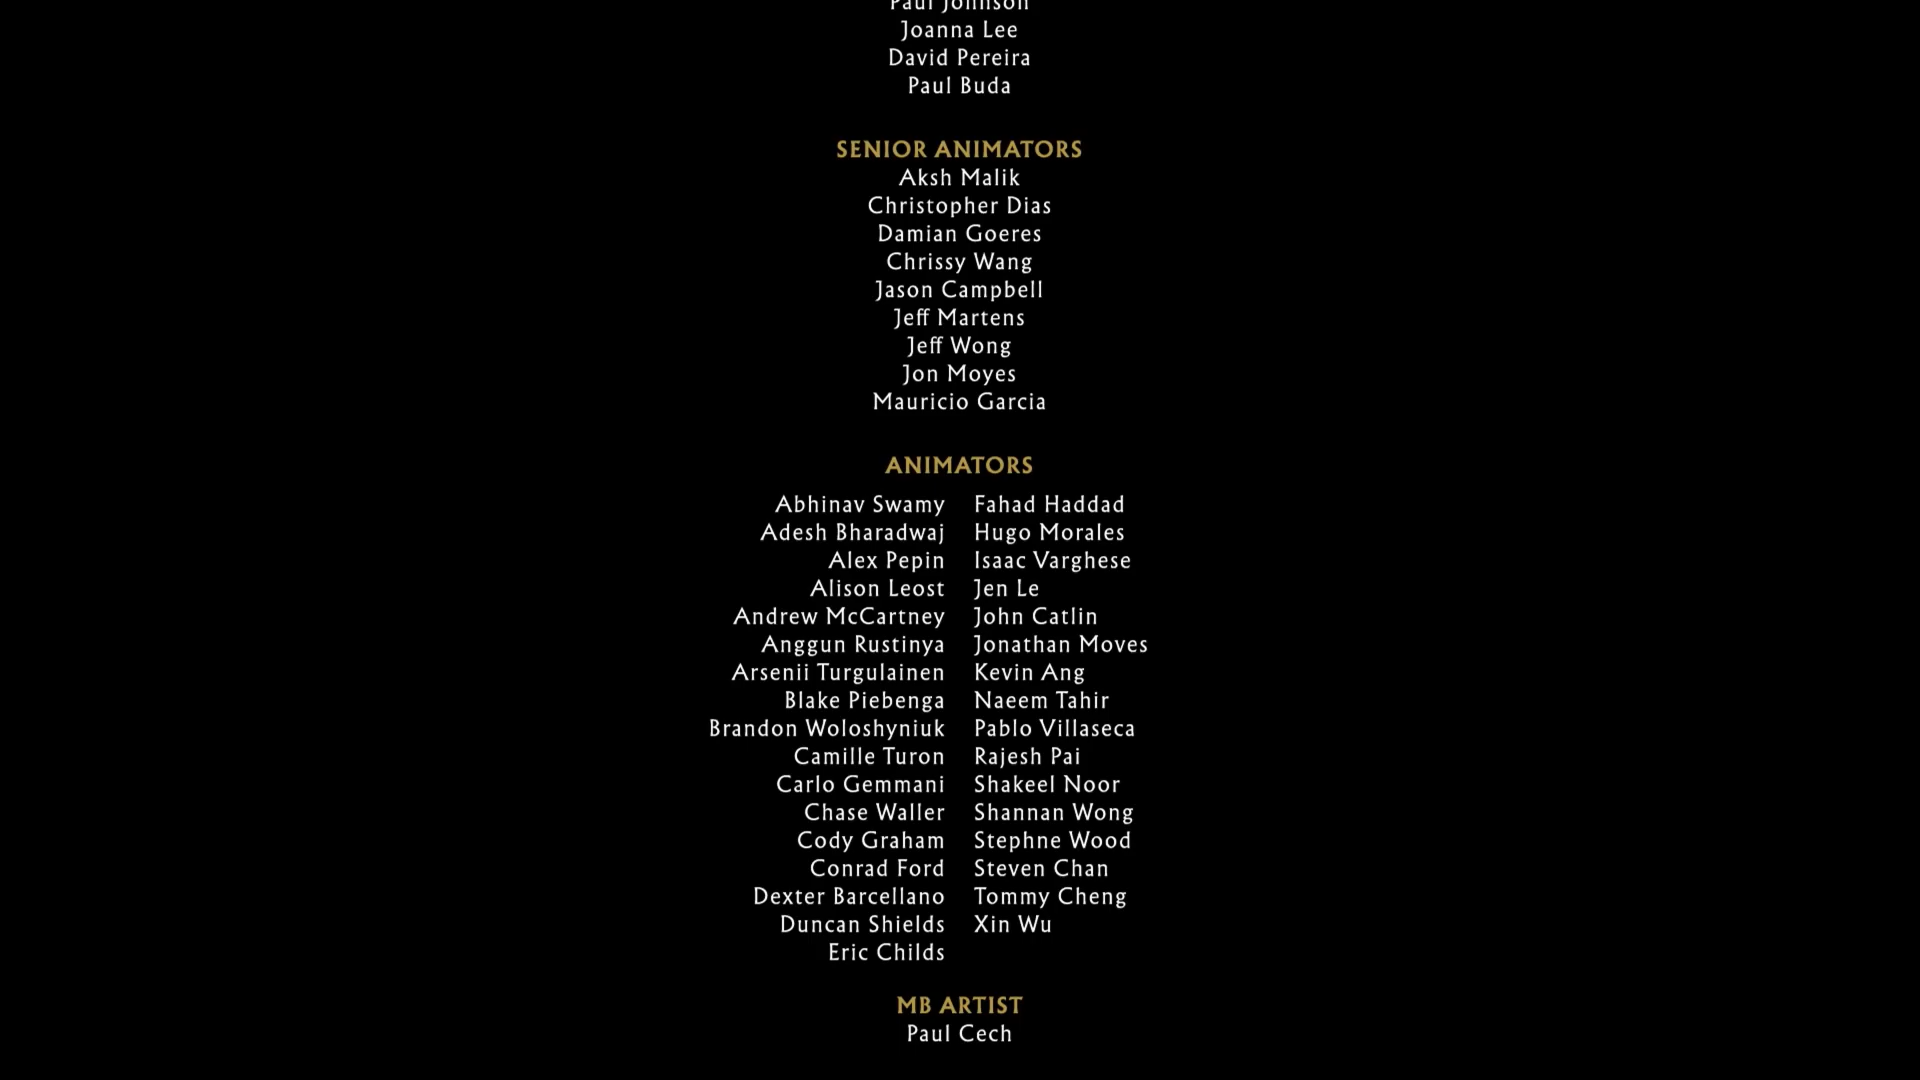 Paul Johnson
Joanna Lee
David Pereira
Paul Buda
SENIOR ANIMATORS
Aksh Malik
Christopher Dias
Damian Goeres
Chrissy Wang
Jason Campbell
Jeff Martens
Jeff Wong
Jon Moyes
Mauricio Garcia
ANIMATORS
Abhinav Swamy Fahad Haddad
Adesh Bharadwaj Hugo Morales
Alex Pepin Isaac Varghese
Alison Leost Jen Le
Andrew McCartney John Catlin
Anggun Rustinya Jonathan Moves
Arsenii Turgulainen Kevin Ang
Blake Piebenga Naeem Tahir
Brandon Woloshyniuk Pablo Villaseca
Camille Turon Rajesh Pai
Carlo Gemmani Shakeel Noor
Chase Waller Shannan Wong
Cody Graham Stephne Wood
Conrad Ford Steven Chan
Dexter Barcellano Tommy Cheng
Duncan Shields Xin Wu
Eric Childs
MB ARTIST
Paul Cech